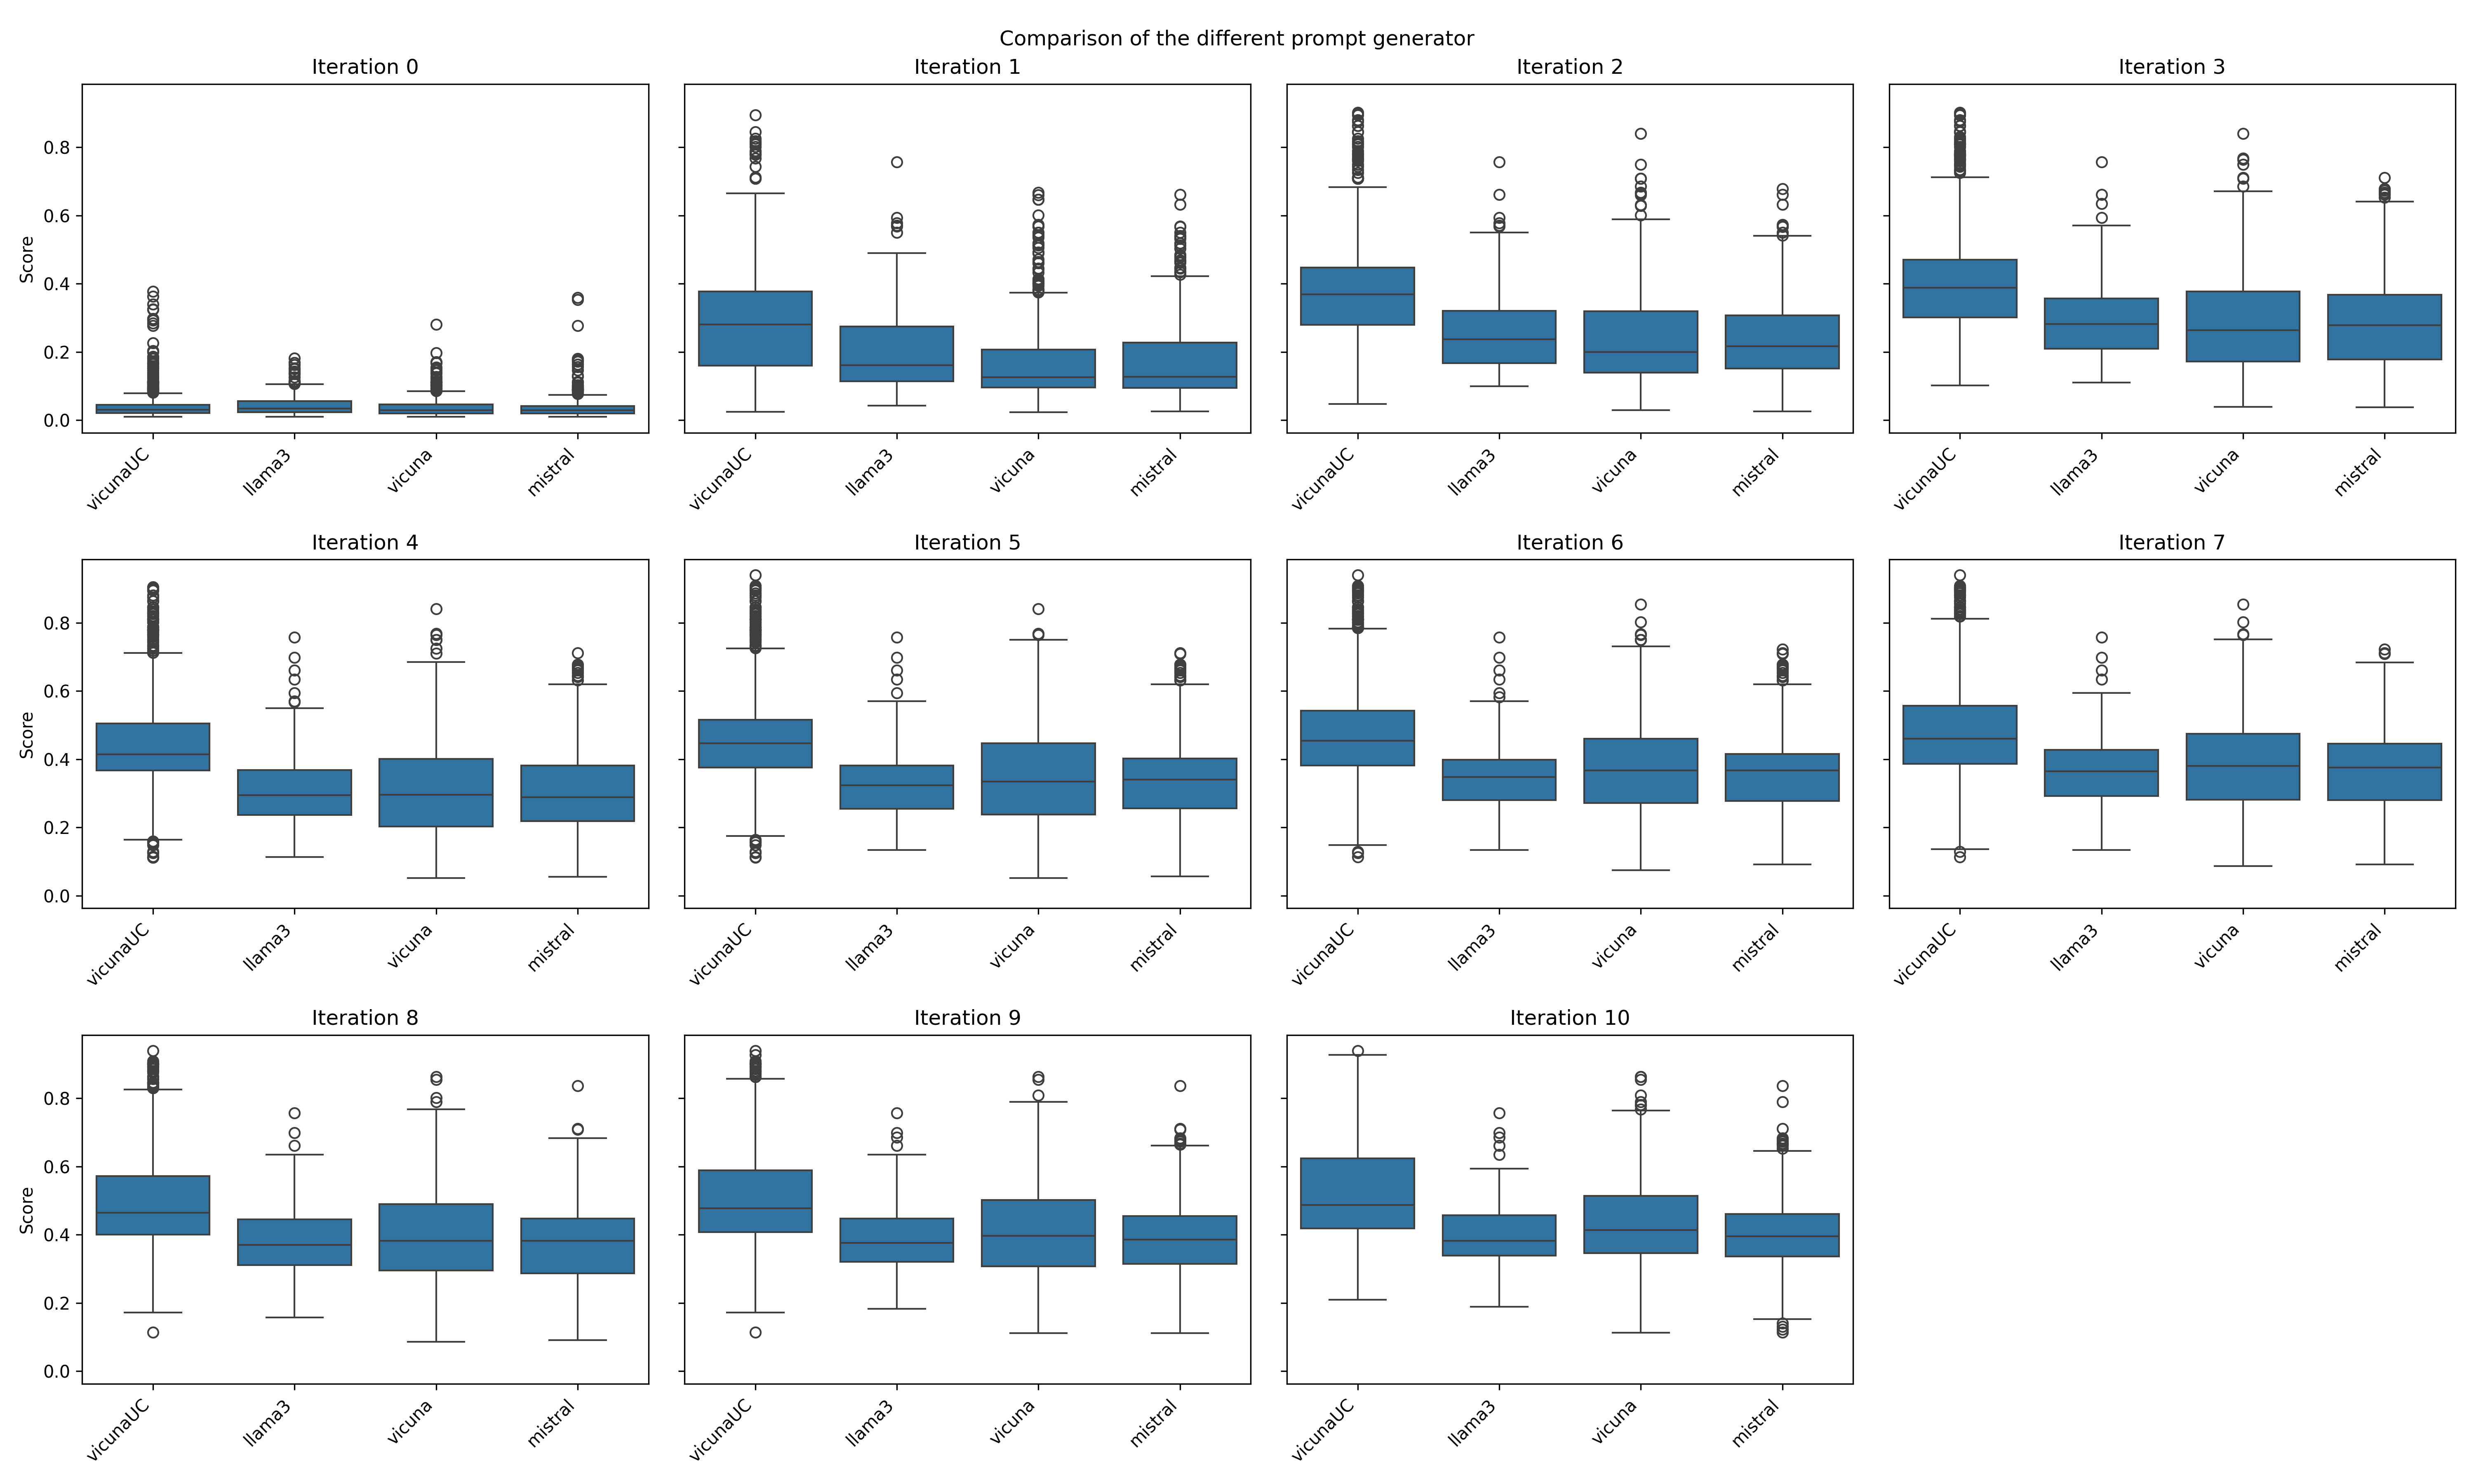 Comparison of the different prompt generator
Iteration 0
Iteration 1
Iteration 2
Iteration 3
Score
0.8
0.6
0.4
0.2
0.0
vicunaUC
llama3
vicuna
mistral
vicunaUC
llama3
vicuna
mistral
vicunaUC
llama3
vicuna
mistral
vicunaUC
llama3
vicuna
mistral
Iteration 4
Iteration 5
Iteration 6
Iteration 7
Score
0.8
0.6
0.4
0.2
0.0
vicunaUC
llama3
vicuna
mistral
vicunaUC
llama3
vicuna
mistral
vicunaUC
llama3
vicuna
mistral
vicunaUC
llama3
vicuna
mistral
Iteration 8
Iteration 9
Iteration 10
Score
0.8
0.6
0.4
0.2
0.0
vicunaUC
llama3
vicuna
mistral
vicunaUC
llama3
vicuna
mistral
vicunaUC
llama3
vicuna
mistral